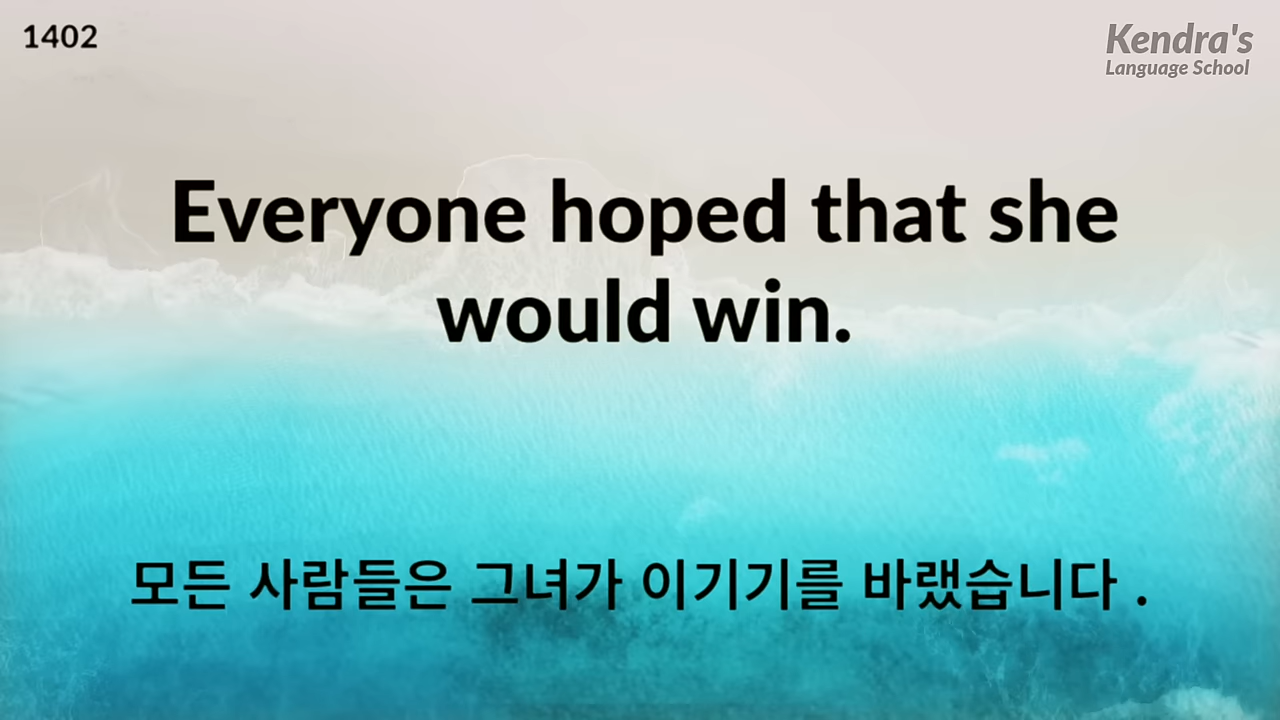 1402
Kendra's
Language School
Everyone hoped that she
would win.
모든 사람들은 그녀가 이기기를 바랬습니다 .